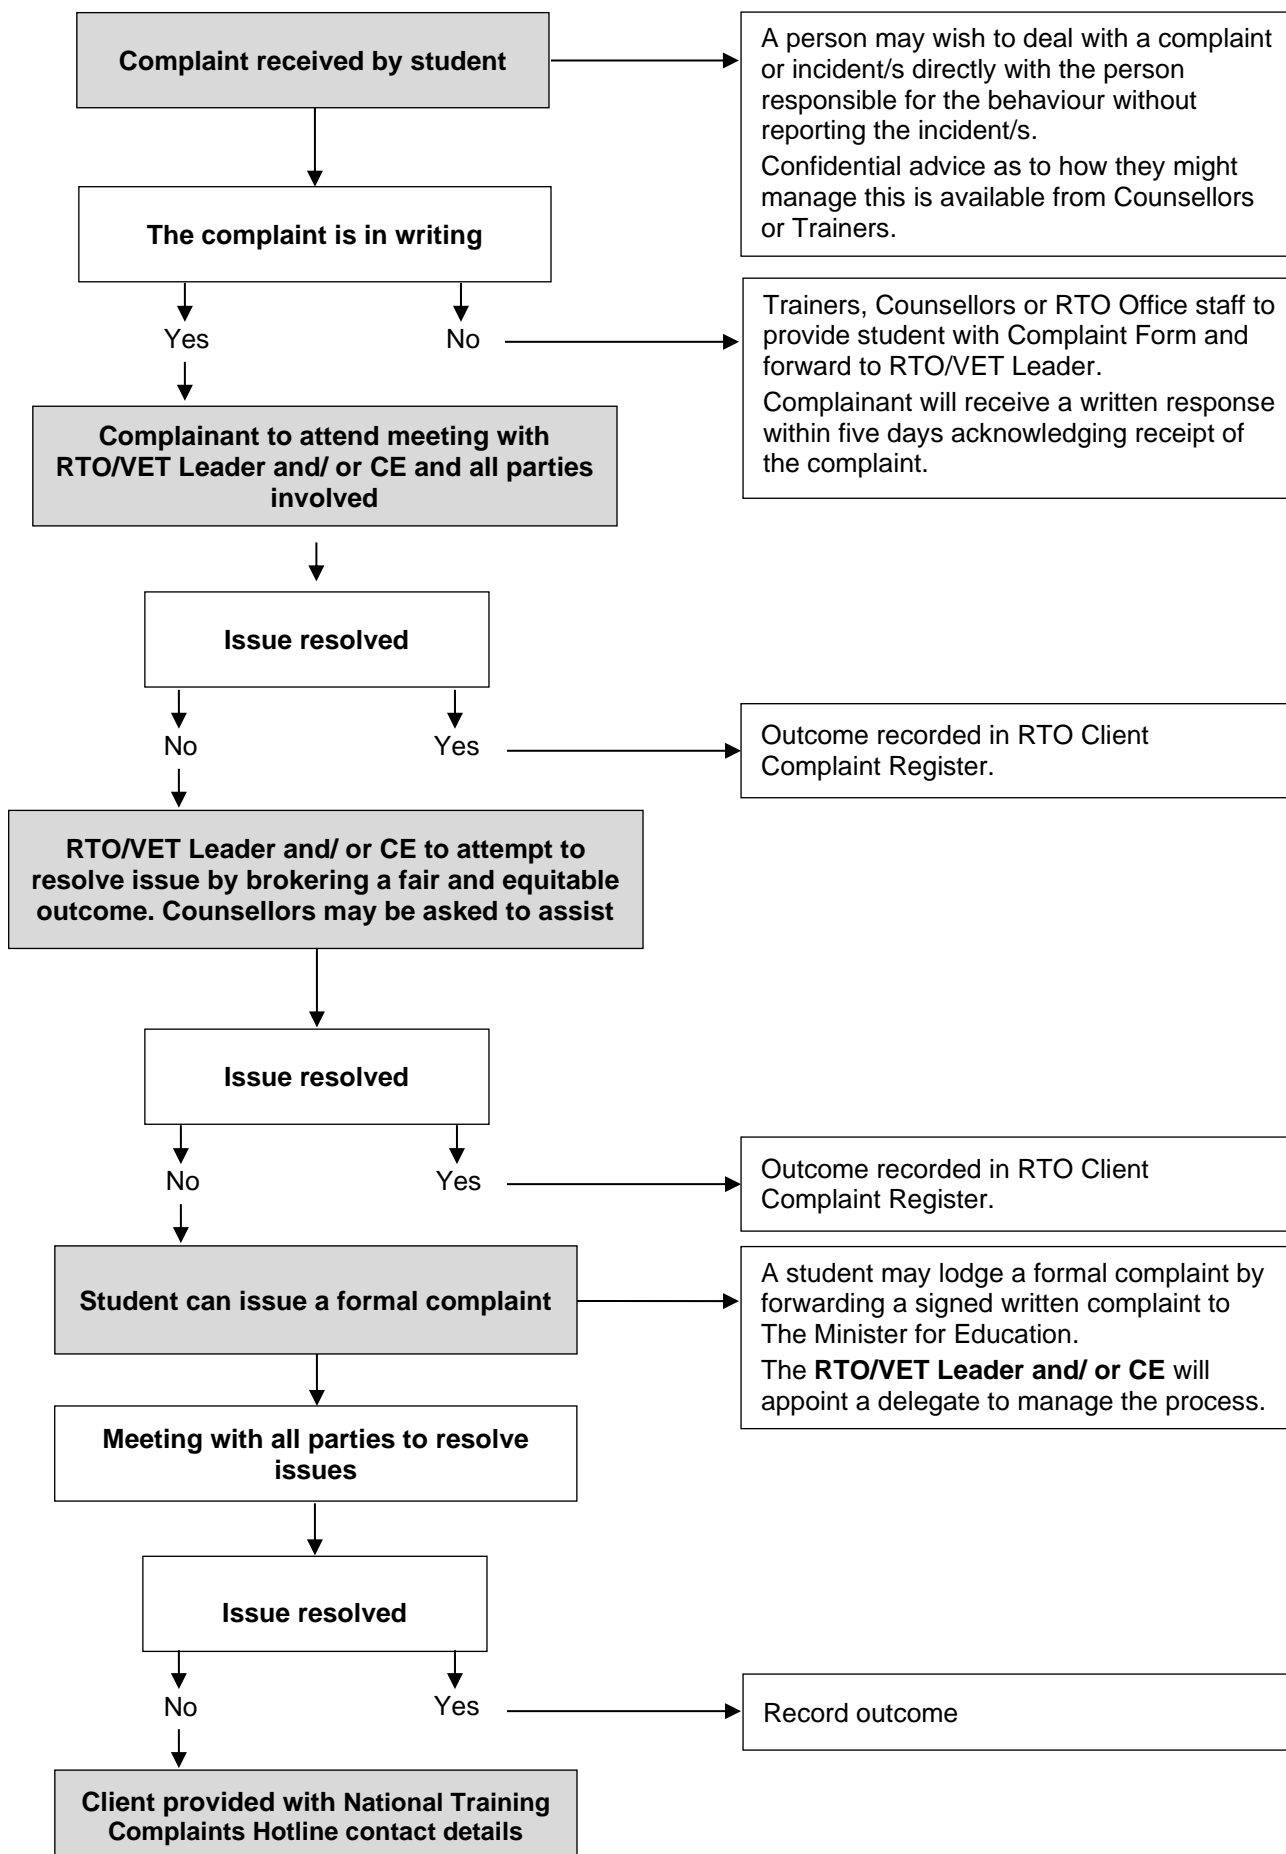 Complaint received by student
A person may wish to deal with a complaint
or incident/s directly with the person
responsible for the behaviour without
reporting the incident/s.
Confidential advice as to how they might
manage this is available from Counsellors
or Trainers.
The complaint is in writing
Yes
No
Trainers, Counsellors or RTO Office staff to
provide student with Complaint Form and
forward to RTO/VET Leader.
Complainant will receive a written response
within five days acknowledging receipt of
the complaint.
Complainant to attend meeting with
RTO/VET Leader and/ or CE and all parties
involved
Issue resolved
No
Yes
Outcome recorded in RTO Client
Complaint Register.
RTO/VET Leader and/ or CE to attempt to
resolve issue by brokering a fair and equitable
outcome. Counsellors may be asked to assist
Issue resolved
No
Yes
Outcome recorded in RTO Client
Complaint Register.
Student can issue a formal complaint
A student may lodge a formal complaint by
forwarding a signed written complaint to
The Minister for Education.
The RTO/VET Leader and/ or CE will
appoint a delegate to manage the process.
Meeting with all parties to resolve
issues
Issue resolved
No
Yes
Record outcome
Client provided with National Training
Complaints Hotline contact details